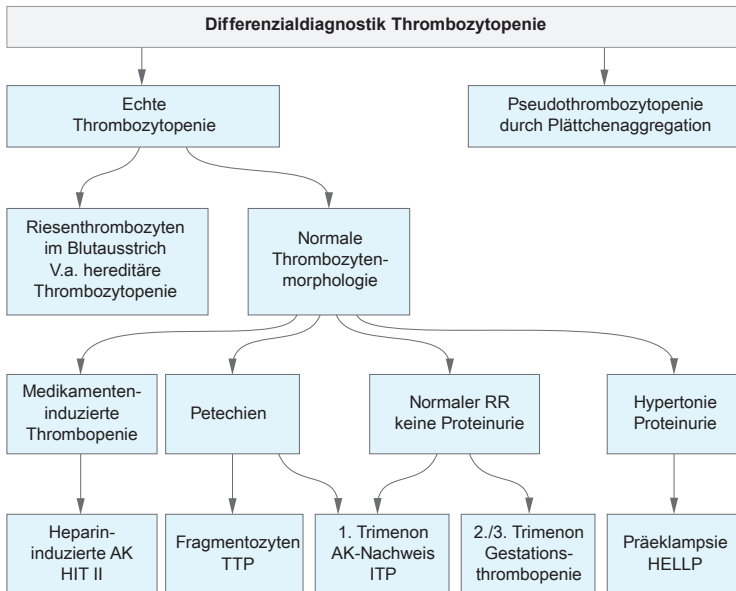 Differenzialdiagnostik Thrombozytopenie
Echte
Thrombozytopenie
Pseudothrombozytopenie
durch Plättchenaggregation
Riesenthrombozyten
im Blutausstrich
V.a. hereditäre
Thrombozytopenie
Normale
Thrombozyten-
morphologie
Medikamenten-
induzierte
Thrombopenie
Petechien
Normaler RR
keine Proteinurie
Hypertonie
Proteinurie
Heparin-
induzierte AK
HIT II
Fragmentozyten
TTP
1. Trimenon
AK-Nachweis
ITP
2./3. Trimenon
Gestations-
thrombopenie
Präeklampsie
HELLP